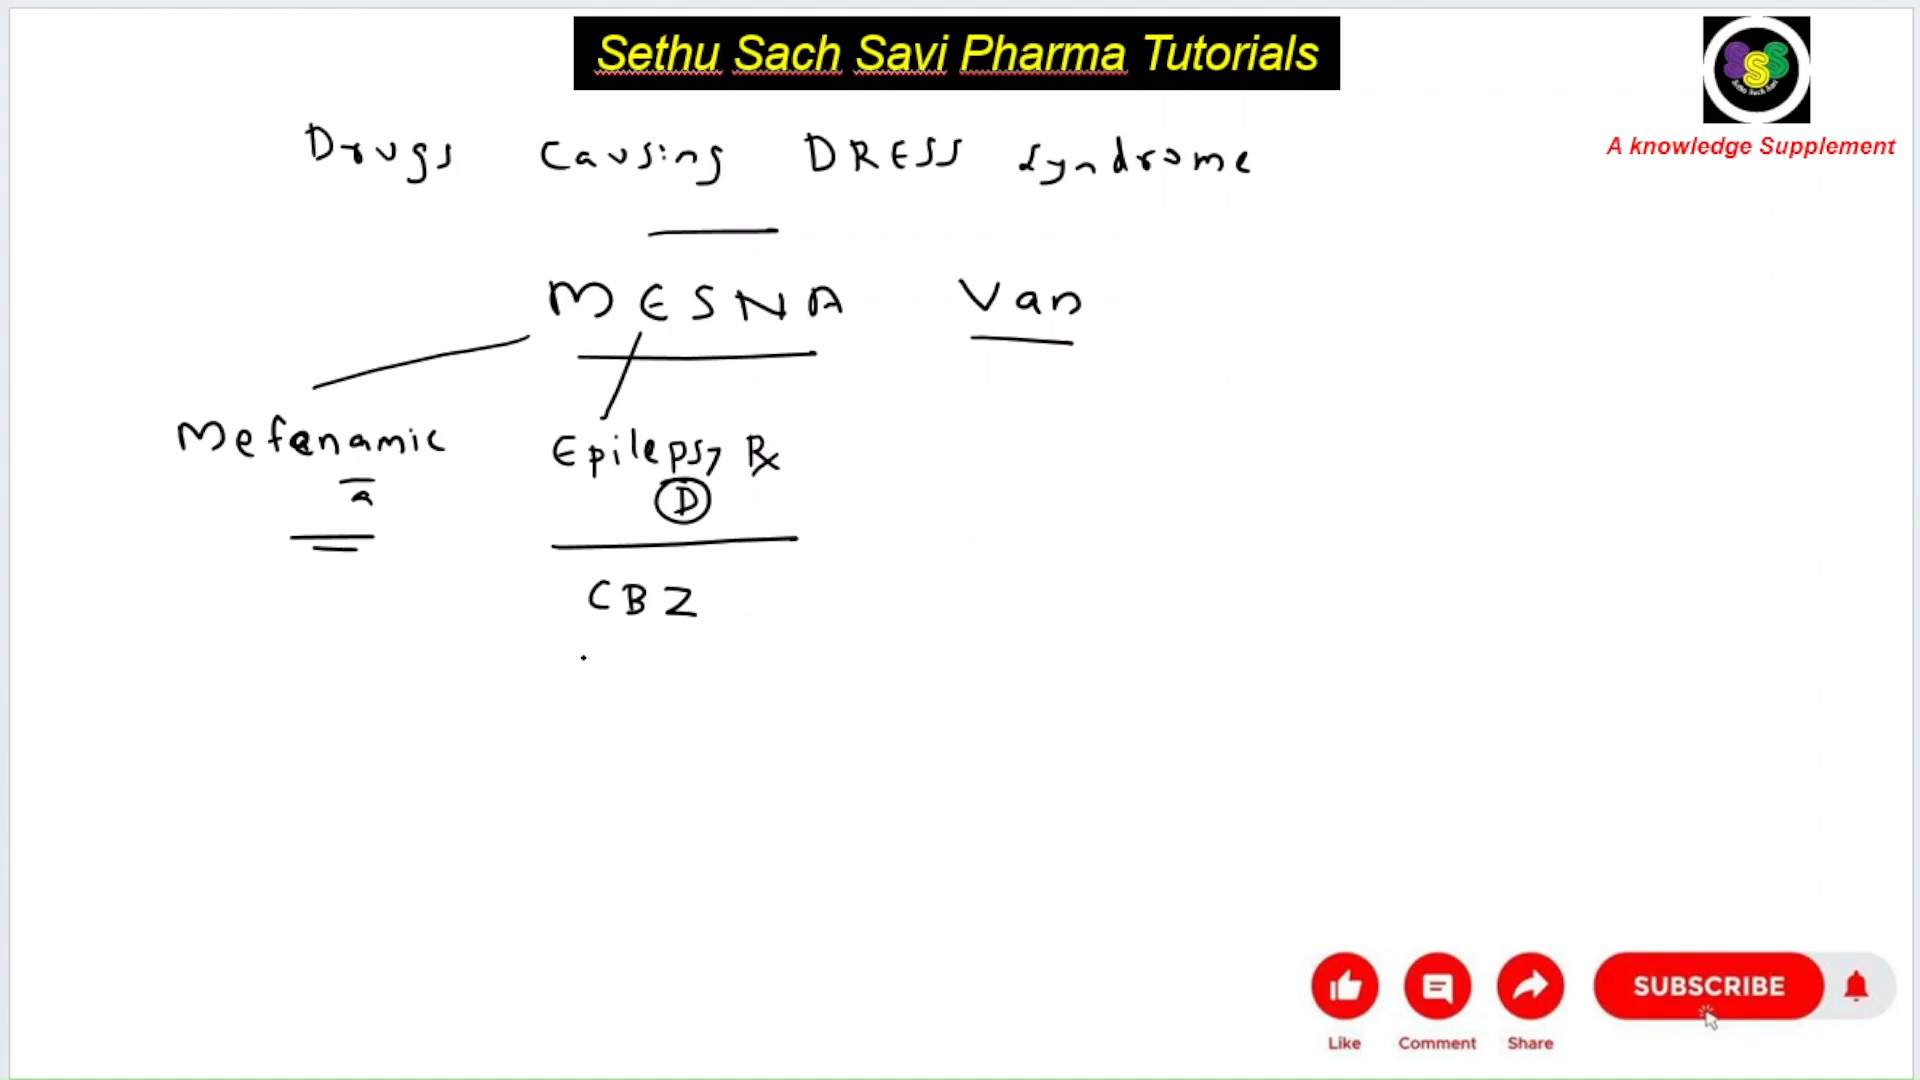 Sethu Sach Savi Pharma Tutorials
SSS
A knowledge Supplement
Drugs Causing DRESS syndrome
MESNA Van
Mefenamic a
Epilepsy Rx
D
CBZ
SUBSCRIBE
Like Comment Share